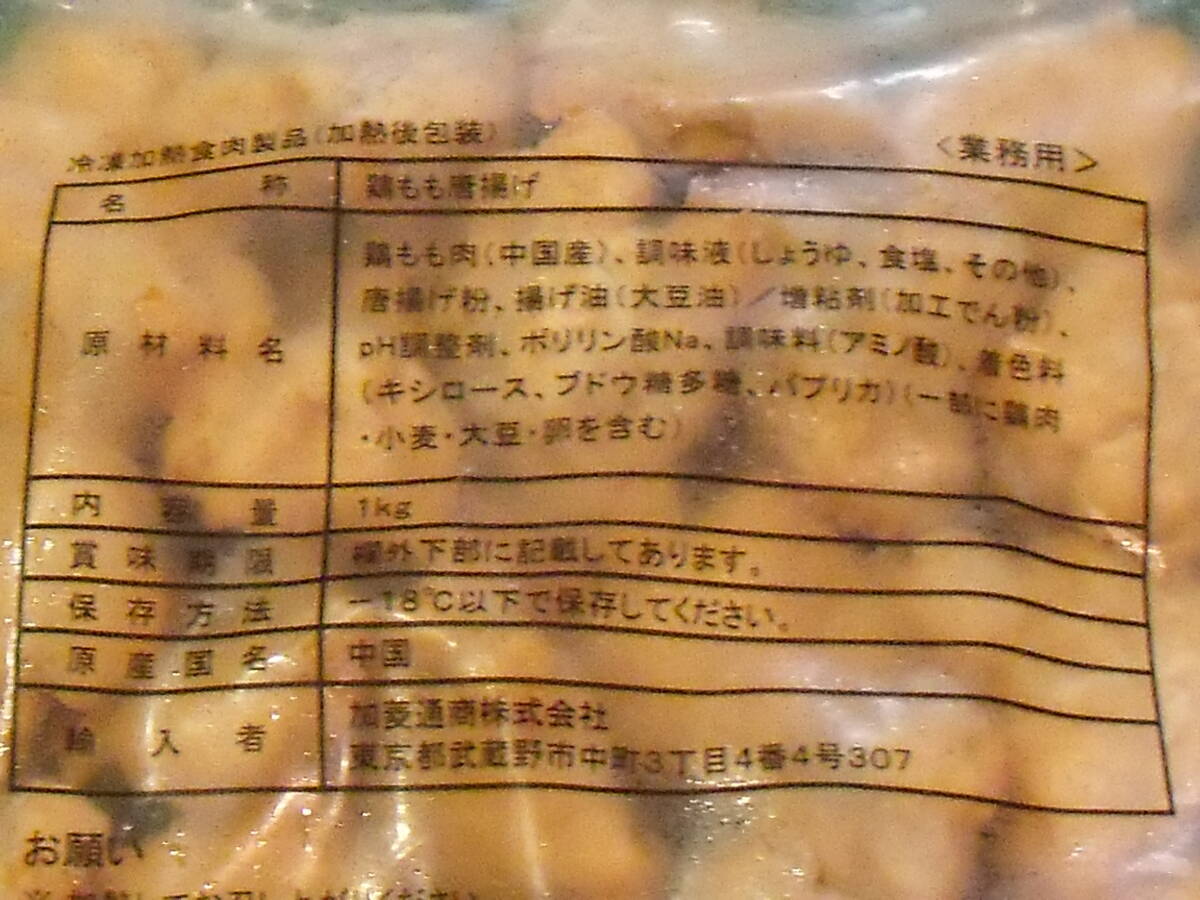 冷凍加熱食肉製品(加熱後包装)
<業務用>
名称 鶏もも唐揚げ
原材料名
鶏もも肉(中国産)、調味液(しょうゆ、食塩、その他)、
唐揚げ粉、揚げ油(大豆油)/増粘剤(加工でん粉)、
pH調整剤、ポリリン酸Na、調味料(アミノ酸)、着色料
(キシロース、ブドウ糖多糖、パプリカ)(一部に鶏肉
・小麦・大豆・卵を含む)
内容量 1kg
賞味期限 欄外下部に記載してあります。
保存方法 −18℃以下で保存してください。
原産国名 中国
輸入者 加菱通商株式会社
東京都武蔵野市中町3丁目4番4号307
お願い